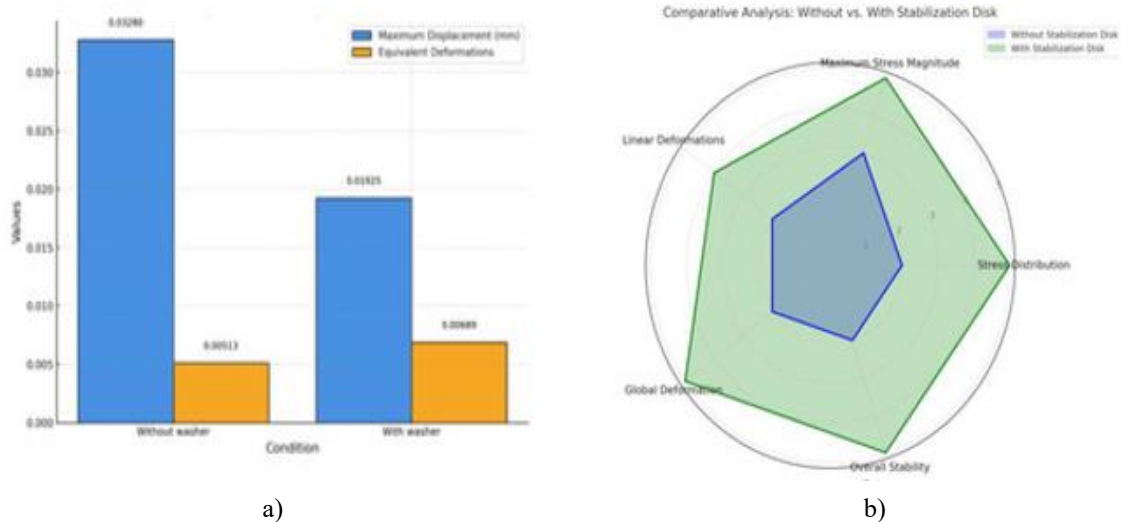 0.03280
Maximum Displacement (mm)
Equivalent Deformations
0.030
0.025
0.020
0.015
0.010
0.005
0.000
Values
0.01925
0.00513
0.00689
Without washer
With washer
Condition
a)
Comparative Analysis: Without vs. With Stabilization Disk
Without Stabilization Disk
With Stabilization Disk
Maximum Stress Magnitude
Linear Deformations
Stress Distribution
Global Deformation
Overall Stability
1
2
3
b)